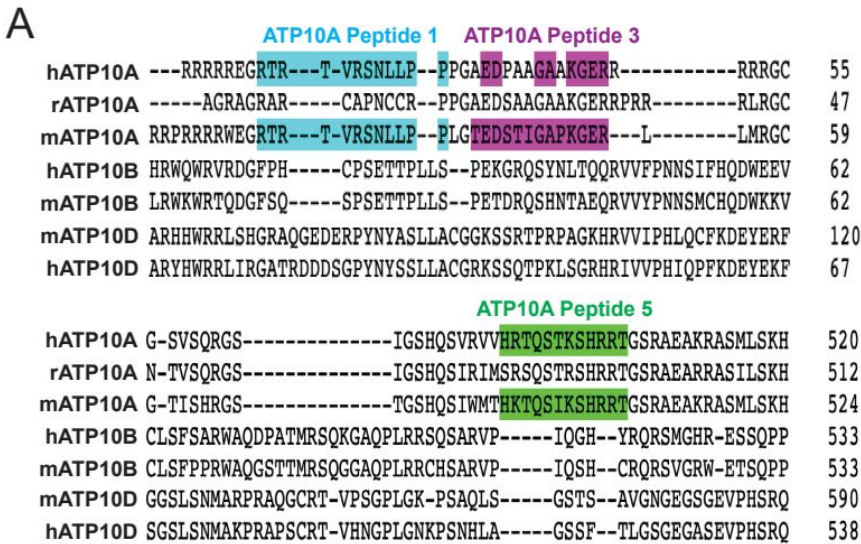 A
ATP10A Peptide 1 ATP10A Peptide 3
hATP10A ---RRRRREGRTR---T-VRSNLLP--PPGAEDPAAGAAKGERR-----------RRRGC 55
rATP10A -----AGRAGRAR-----CAPNCCR--PPGAEDSAAGAAKGERRPRR---------RLRGC 47
mATP10A RRPRRRRWEGRTR---T-VRSNLLP--PLGTEDSTIGAPKGER---L--------LMRGC 59
hATP10B HRWQWRVRDGFPH-----CPSETTPLLS--PEKGRQSYNLTQQRVVFPNNSIFHQDWEEV 62
mATP10B LRWKWRTQDGFSQ-----SPSETTPLLS--PETDRQSHNTAEQRVVYPNNSMCHQDWKKV 62
mATP10D ARHHWRRLSHGRAQGEDERPYNYASLLACGGKSSRTPRPAGKHRVVIPHLQCFKDEYERF 120
hATP10D ARYHWRRLIRGATRDDDSGPYNYSSLLACGRKSSQTPKLSGRHRIVVPHIQPFKDEYEKF 67
ATP10A Peptide 5
hATP10A G-SVSQRGS--------------IGSHQSVRVVHRTQSTKSHRRTGSRAEAKRASMLSKH 520
rATP10A N-TVSQRGS--------------IGSHQSIRIMSRSQSTRSHRRTGSRAEARRASILSKH 512
mATP10A G-TISHRGS--------------TGSHQSIWMTHKTQSIKSHRRTGSRAEAKRASMLSKH 524
hATP10B CLSFSARWAQDPATMRSQKGAQPLRRSQSARVP-----IQGH--YRQRSMGHR-ESSQPP 533
mATP10B CLSFPPRWAQGSTTMRSQGGAQPLRRCHSARVP-----IQSH--CRQRSVGRW-ETSQPP 533
mATP10D GGSLSNMARPRAQGCRT-VPSGPLGK-PSAQLS-----GSTS--AVGNGEGSGEVPHSRQ 590
hATP10D SGSLSNMAKPRAPSCRT-VHNGPLGNKPSNHLA-----GSSF--TLGSGEGASEVPHSRQ 538